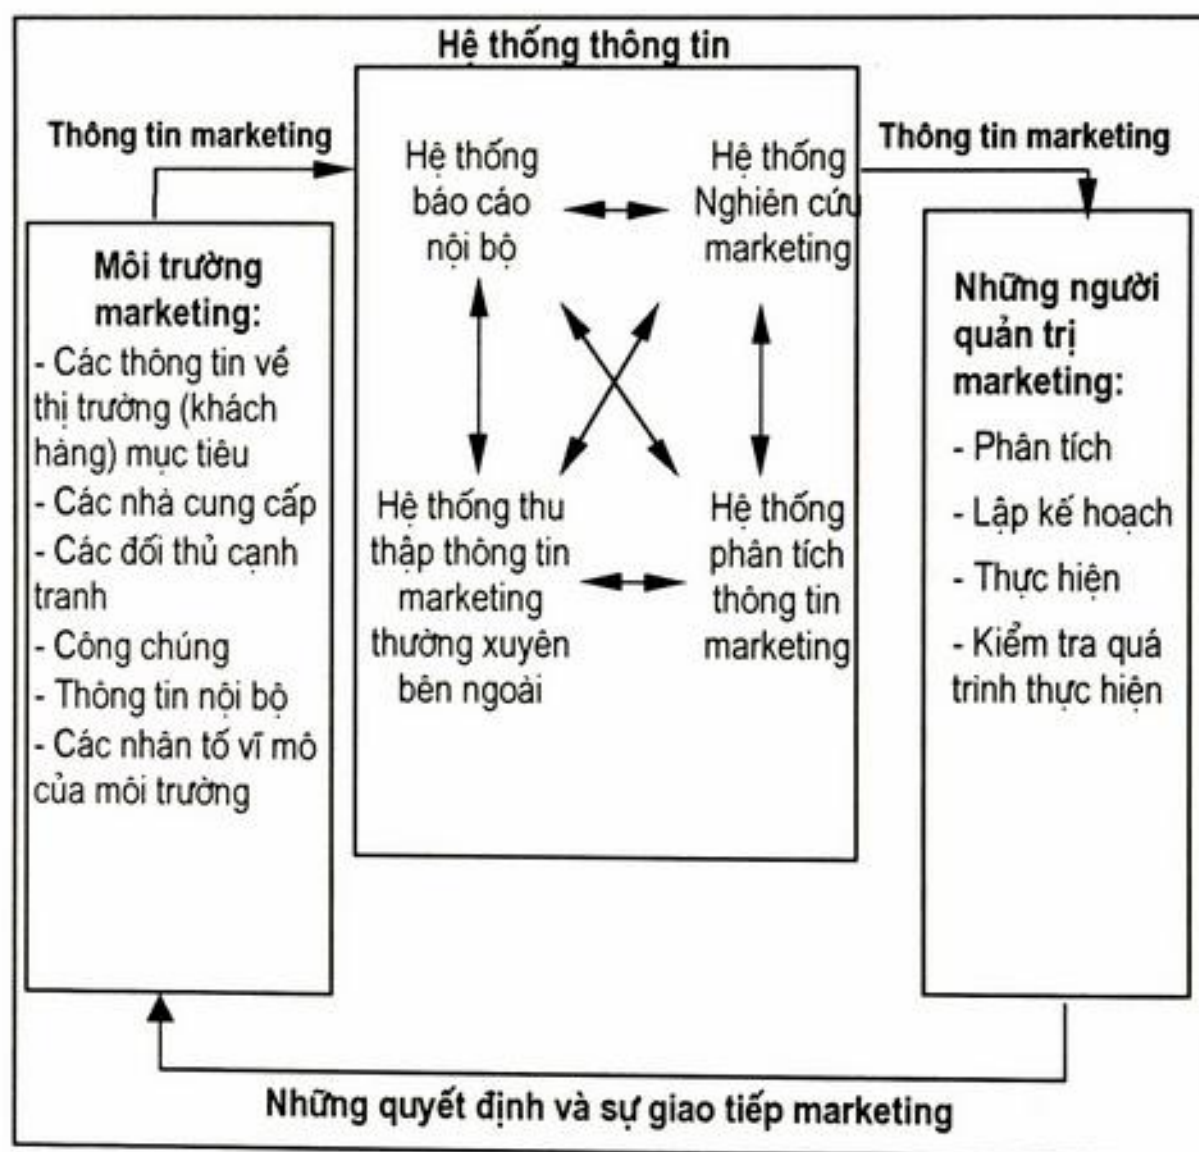 Hệ thống thông tin
Thông tin marketing
Thông tin marketing
Môi trường
marketing:
- Các thông tin về
thị trường (khách
hàng) mục tiêu
- Các nhà cung cấp
- Các đối thủ cạnh
tranh
- Công chúng
- Thông tin nội bộ
- Các nhân tố vĩ mô
của môi trường
Hệ thống
báo cáo
nội bộ
Hệ thống
Nghiên cứu
marketing
Hệ thống thu
thập thông tin
marketing
thường xuyên
bên ngoài
Hệ thống
phân tích
thông tin
marketing
Những người
quản trị
marketing:
- Phân tích
- Lập kế hoạch
- Thực hiện
- Kiểm tra quá
trình thực hiện
Những quyết định và sự giao tiếp marketing